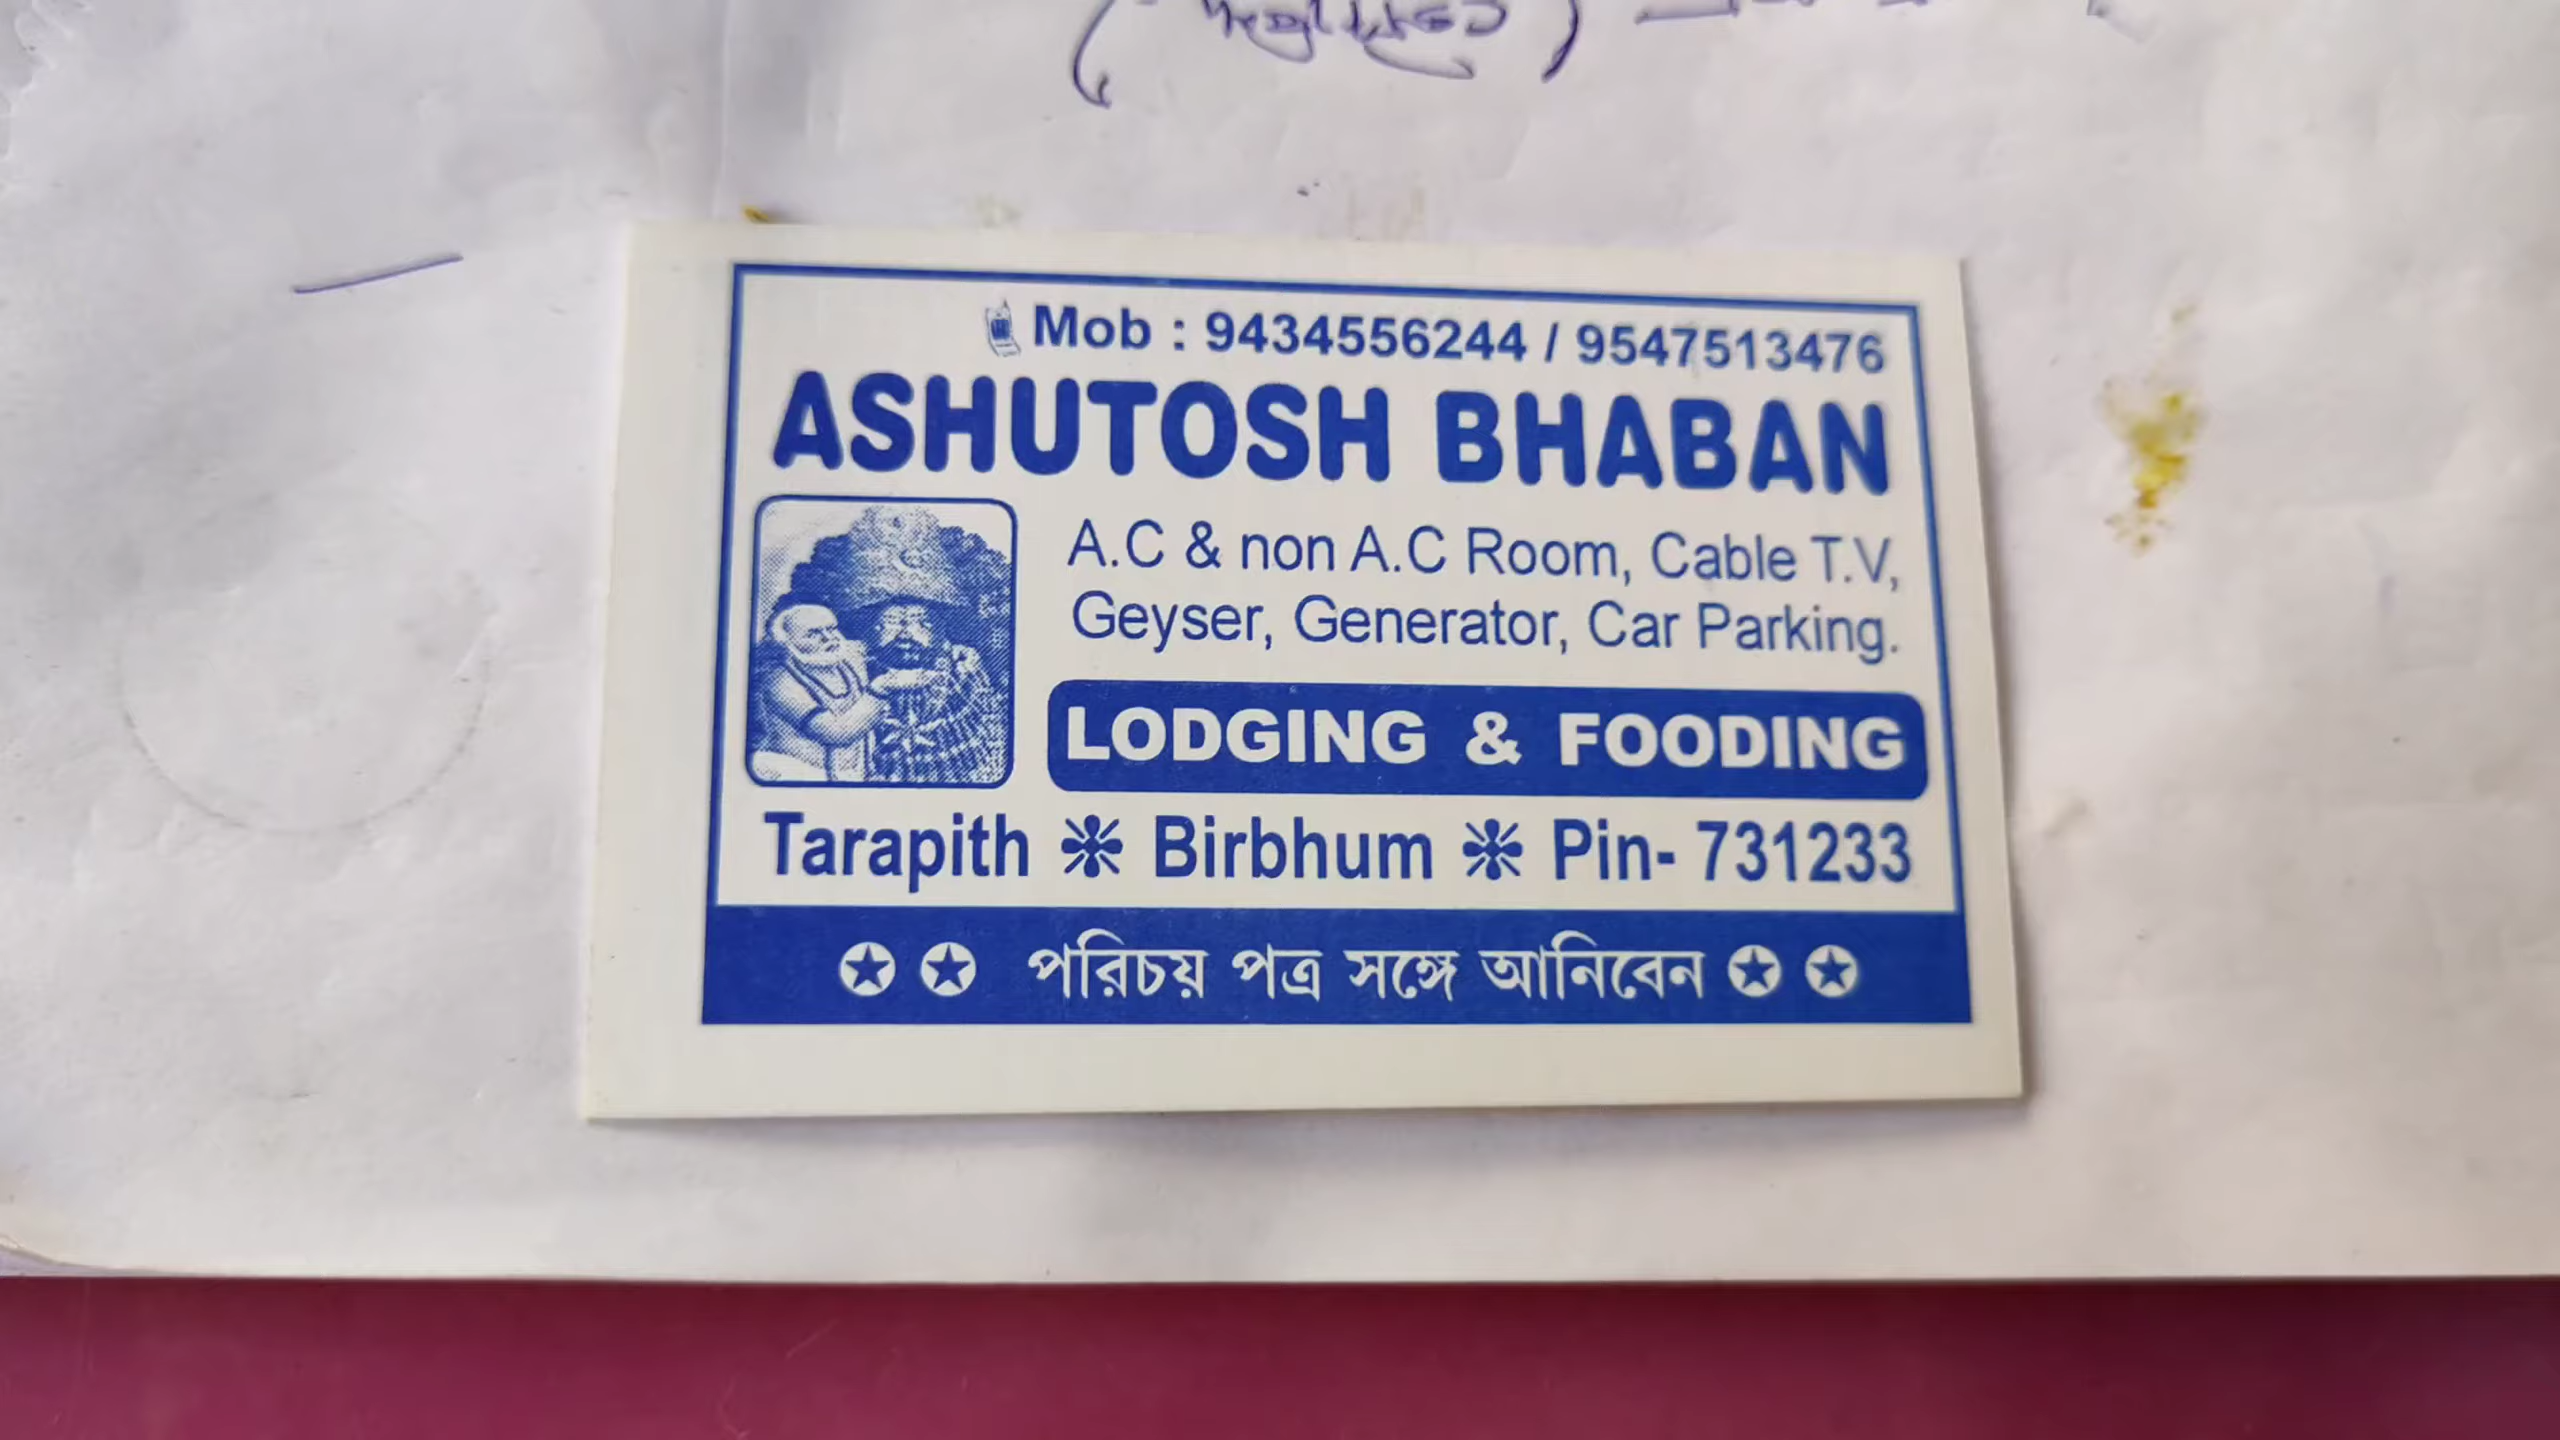 Mob : 9434556244 / 9547513476
ASHUTOSH BHABAN
A.C & non A.C Room, Cable T.V,
Geyser, Generator, Car Parking.
LODGING & FOODING
Tarapith ❋ Birbhum ❋ Pin- 731233
✪ ✪ পরিচয় পত্র সঙ্গে আনিবেন ✪ ✪